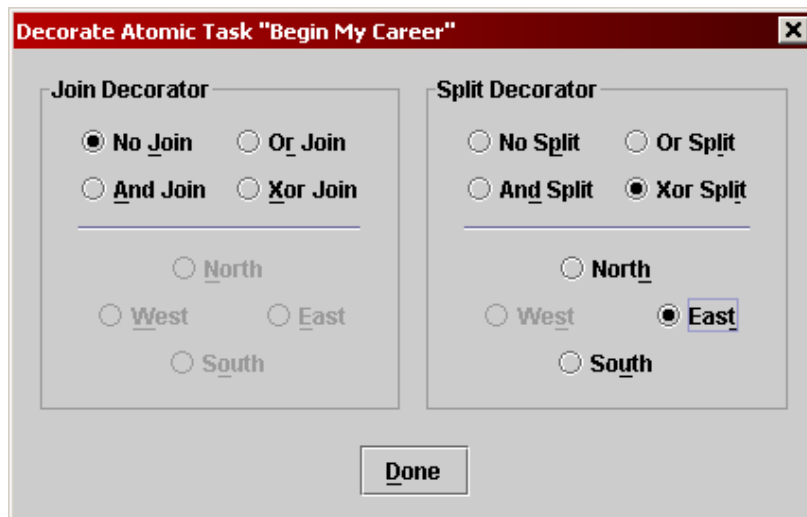 Decorate Atomic Task "Begin My Career"
Join Decorator
No Join Or Join
And Join Xor Join
North
West East
South
Split Decorator
No Split Or Split
And Split Xor Split
North
West East
South
Done